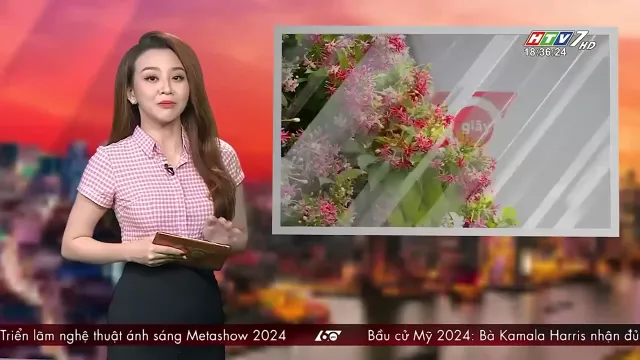 HTV7 HD
18:36:24
60 giây
Triển lãm nghệ thuật ánh sáng Metashow 2024 60 Bầu cử Mỹ 2024: Bà Kamala Harris nhận đủ